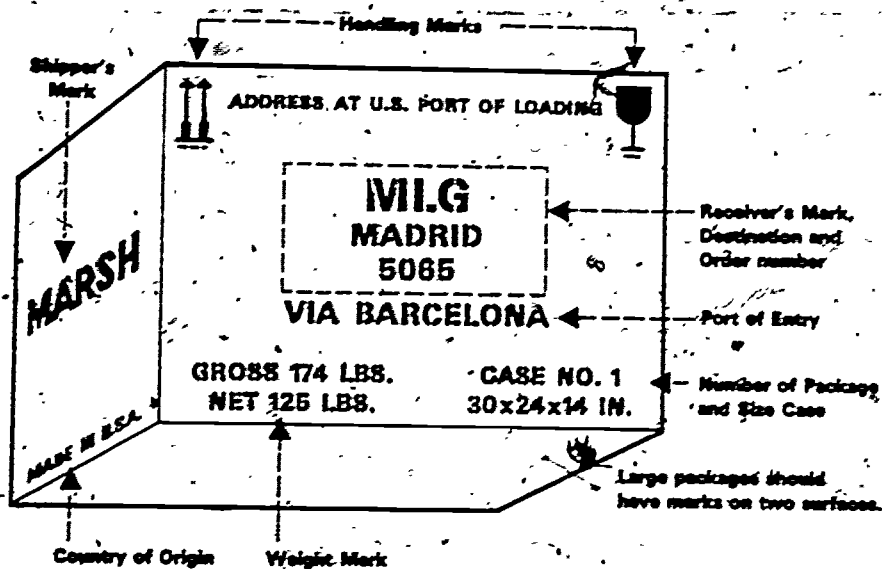 Handling Marks
Shipper's
Mark
ADDRESS AT U.S. PORT OF LOADING
MLG
MADRID
5065
Receiver's Mark,
Destination and
Order number
MARSH
VIA BARCELONA
Port of Entry
GROSS 174 LBS.
NET 125 LBS.
CASE NO. 1
30x24x14 IN.
Number of Package
and Size Case
MADE IN U.S.A.
Large packages should
have marks on two surfaces.
Country of Origin
Weight Mark